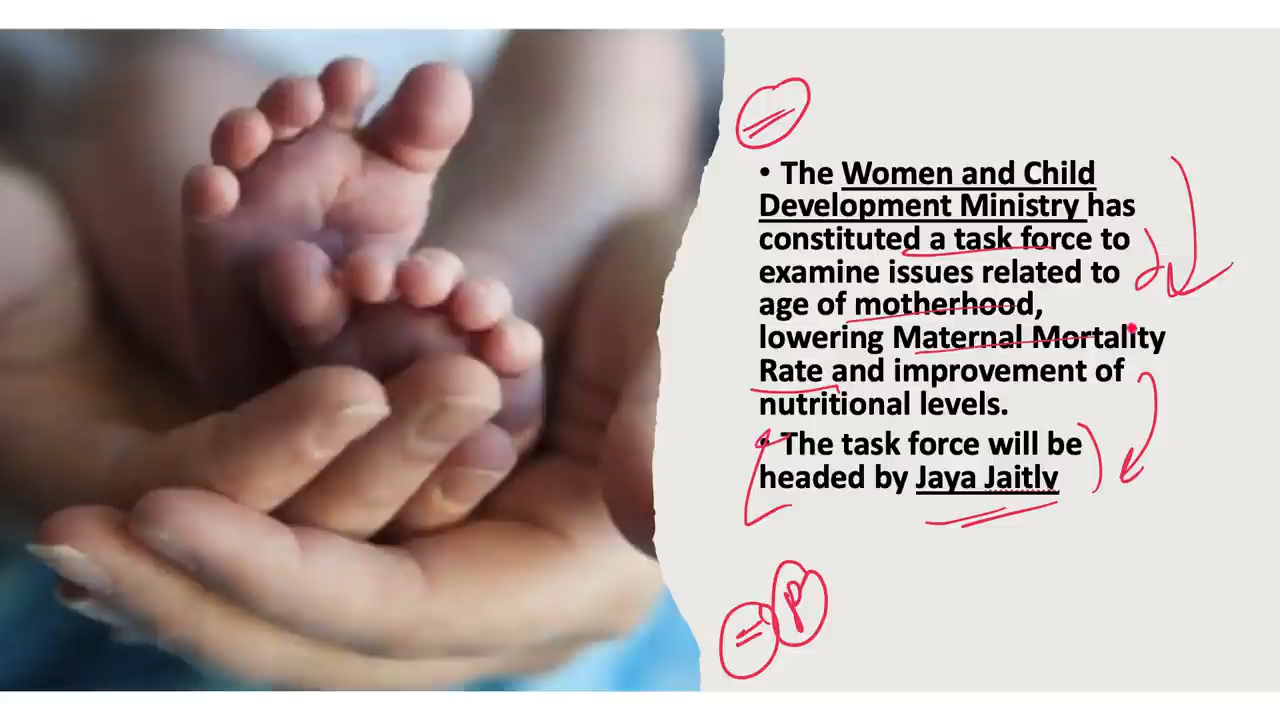 • The Women and Child
Development Ministry has
constituted a task force to
examine issues related to
age of motherhood,
lowering Maternal Mortality
Rate and improvement of
nutritional levels.
• The task force will be
headed by Jaya Jaitly
P